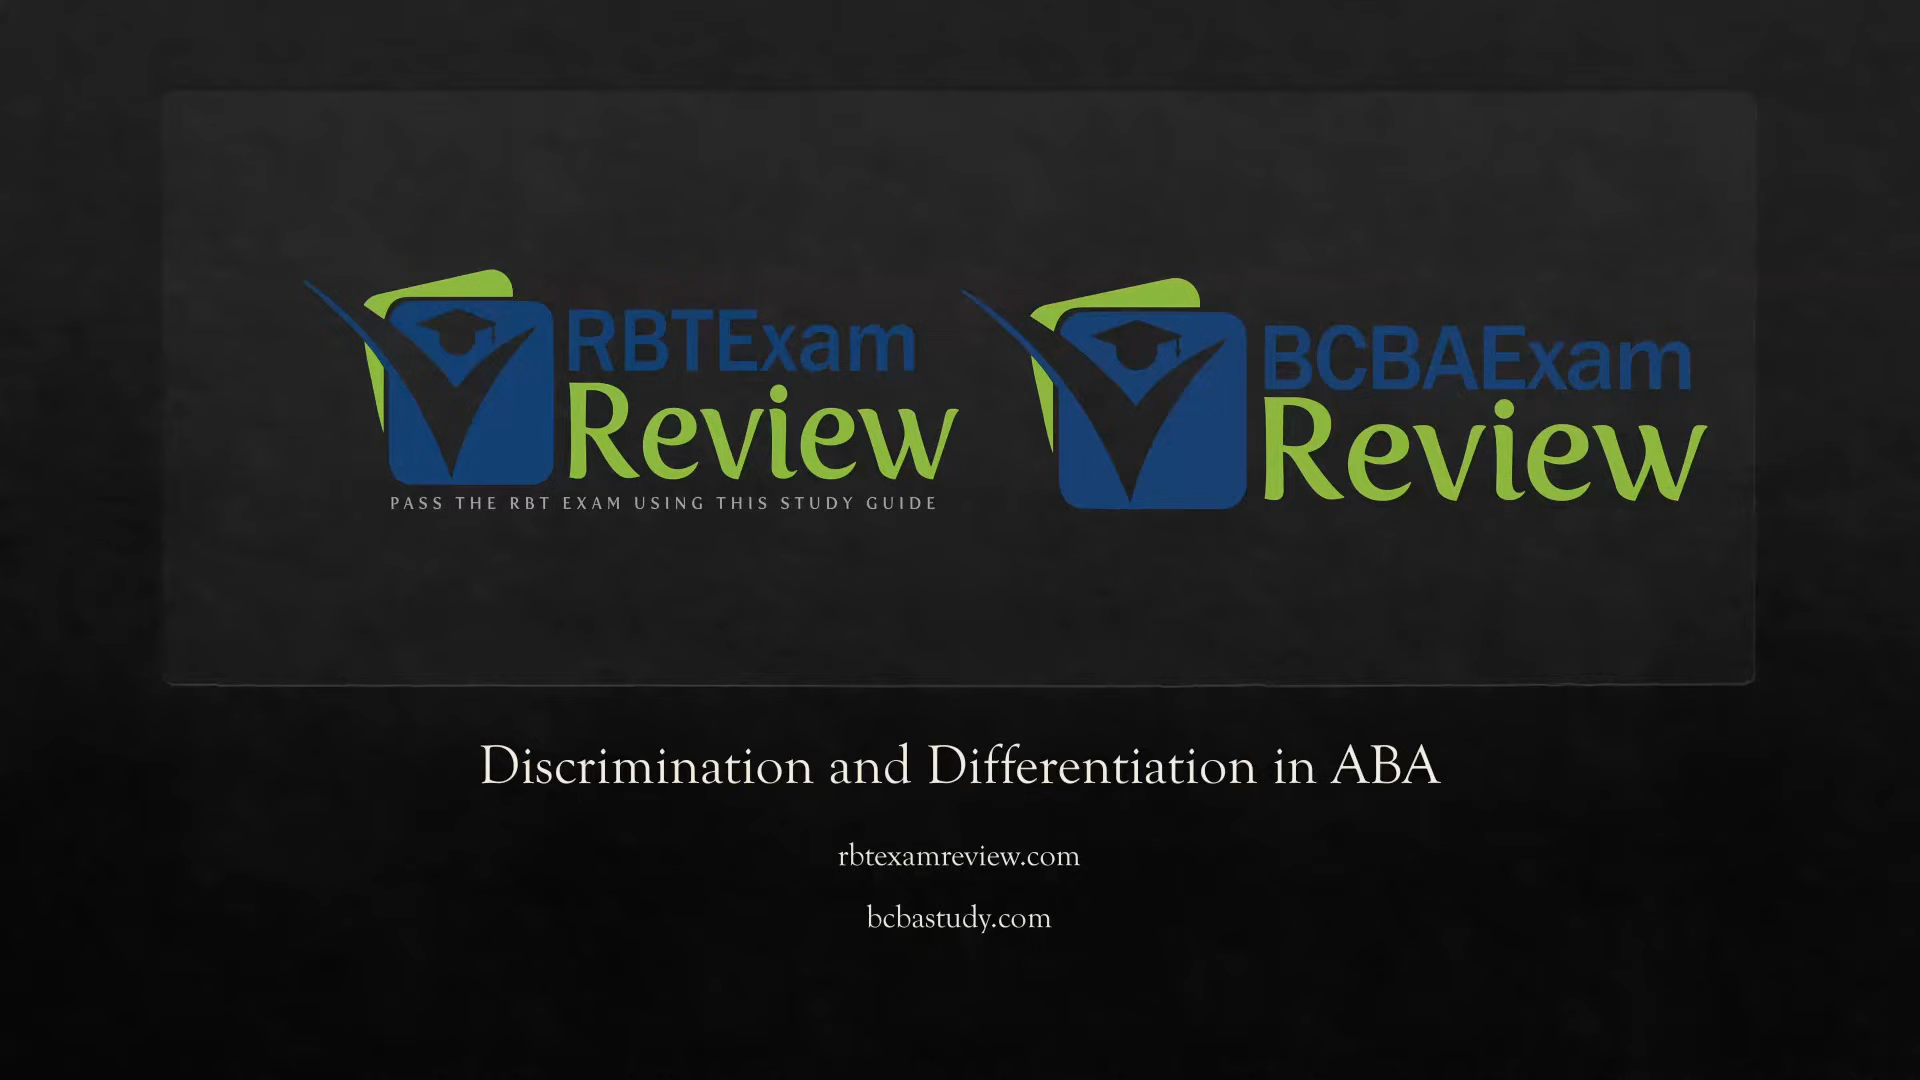 RBTExam
Review
PASS THE RBT EXAM USING THIS STUDY GUIDE
BCBAExam
Review
Discrimination and Differentiation in ABA
rbtexamreview.com
bcbastudy.com